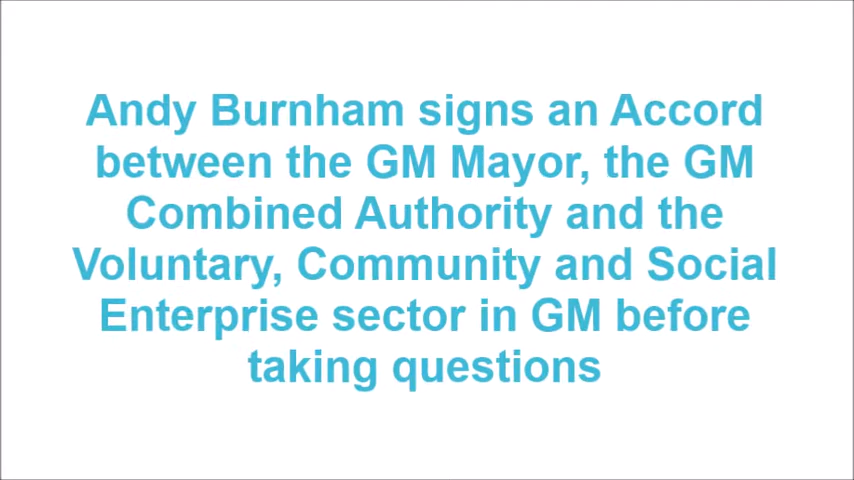 Andy Burnham signs an Accord
between the GM Mayor, the GM
Combined Authority and the
Voluntary, Community and Social
Enterprise sector in GM before
taking questions